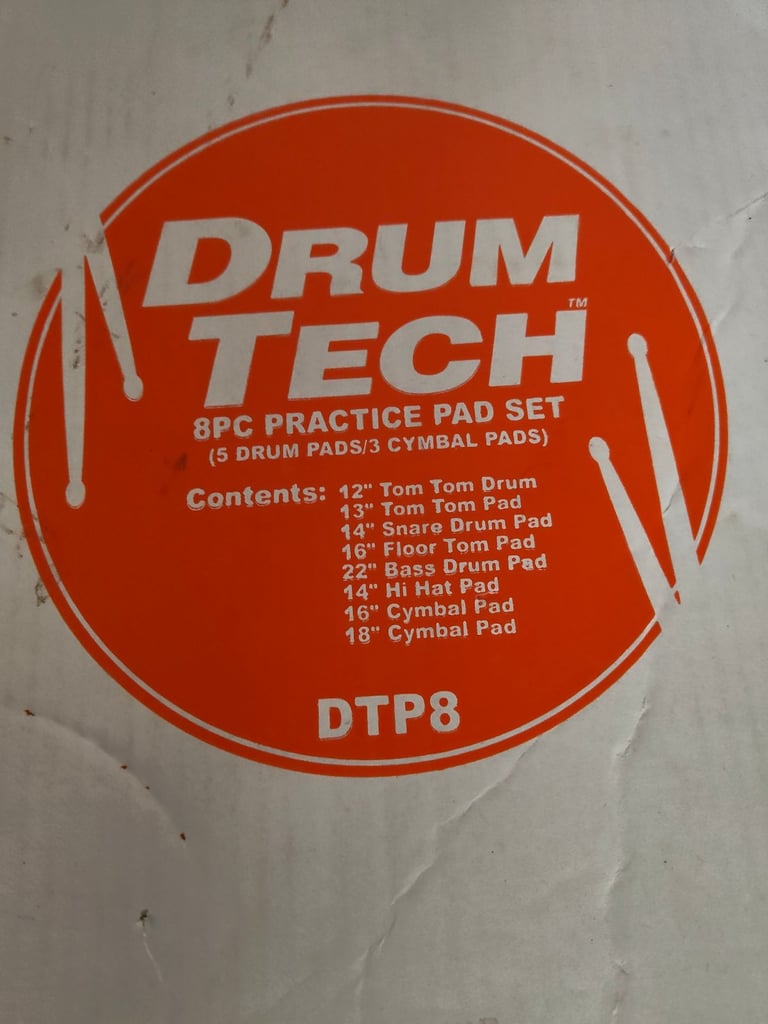 DRUM
TECH™
8PC PRACTICE PAD SET
(5 DRUM PADS/3 CYMBAL PADS)
Contents: 12" Tom Tom Drum
13" Tom Tom Pad
14" Snare Drum Pad
16" Floor Tom Pad
22" Bass Drum Pad
14" Hi Hat Pad
16" Cymbal Pad
18" Cymbal Pad
DTP8